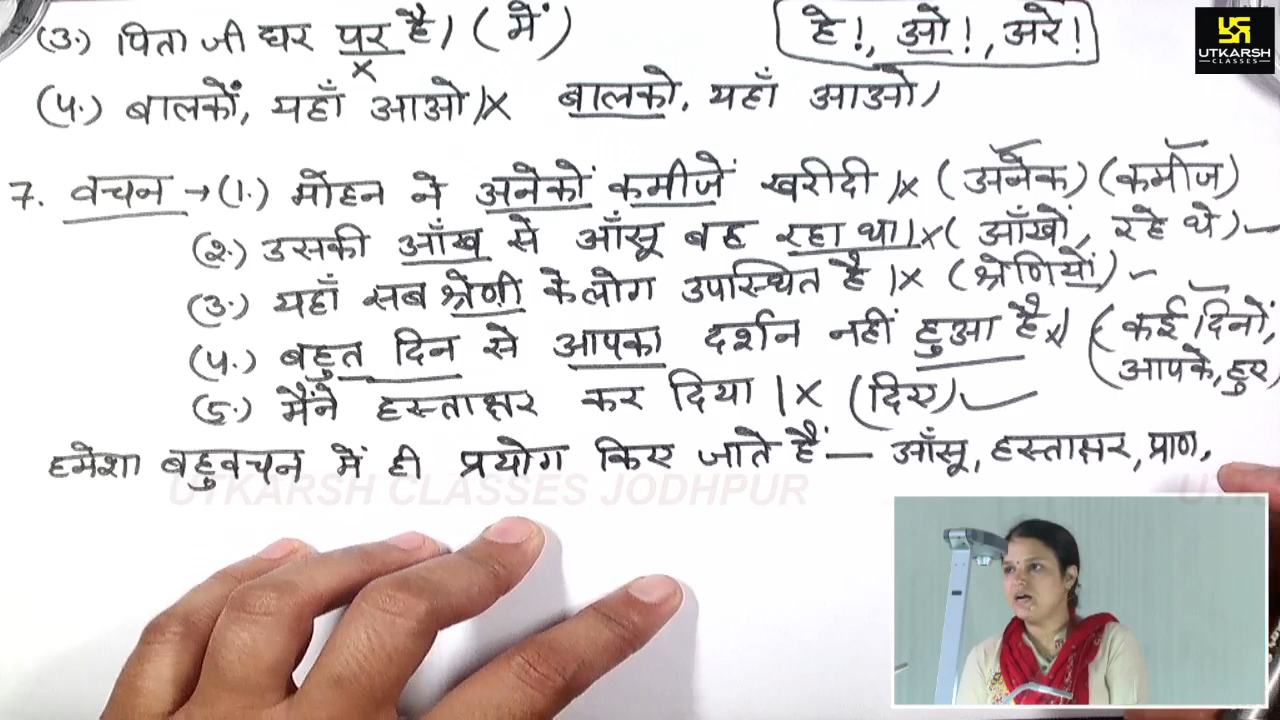 (3.) पिता जी घर पर है। (में)
हे!, ओ!, अरे!
UTKARSH
CLASSES
(4.) बालकों, यहाँ आओ।× बालको, यहाँ आओ।
7. वचन → (1.) मोहन ने अनेकों कमीजें खरीदी।× (अनेक) (कमीज)
(2.) उसकी आँख से आँसू बह रहा था।× (आँखों, रहे थे)
(3.) यहाँ सब श्रेणी के लोग उपस्थित है।× (श्रेणियों)
(4.) बहुत दिन से आपका दर्शन नहीं हुआ है×। (कई दिनों,
आपके, हुए
(5.) मैंने हस्ताक्षर कर दिया।× (दिए)
हमेशा बहुवचन में ही प्रयोग किए जाते हैं— आँसू, हस्ताक्षर, प्राण,
UTKARSH CLASSES JODHPUR